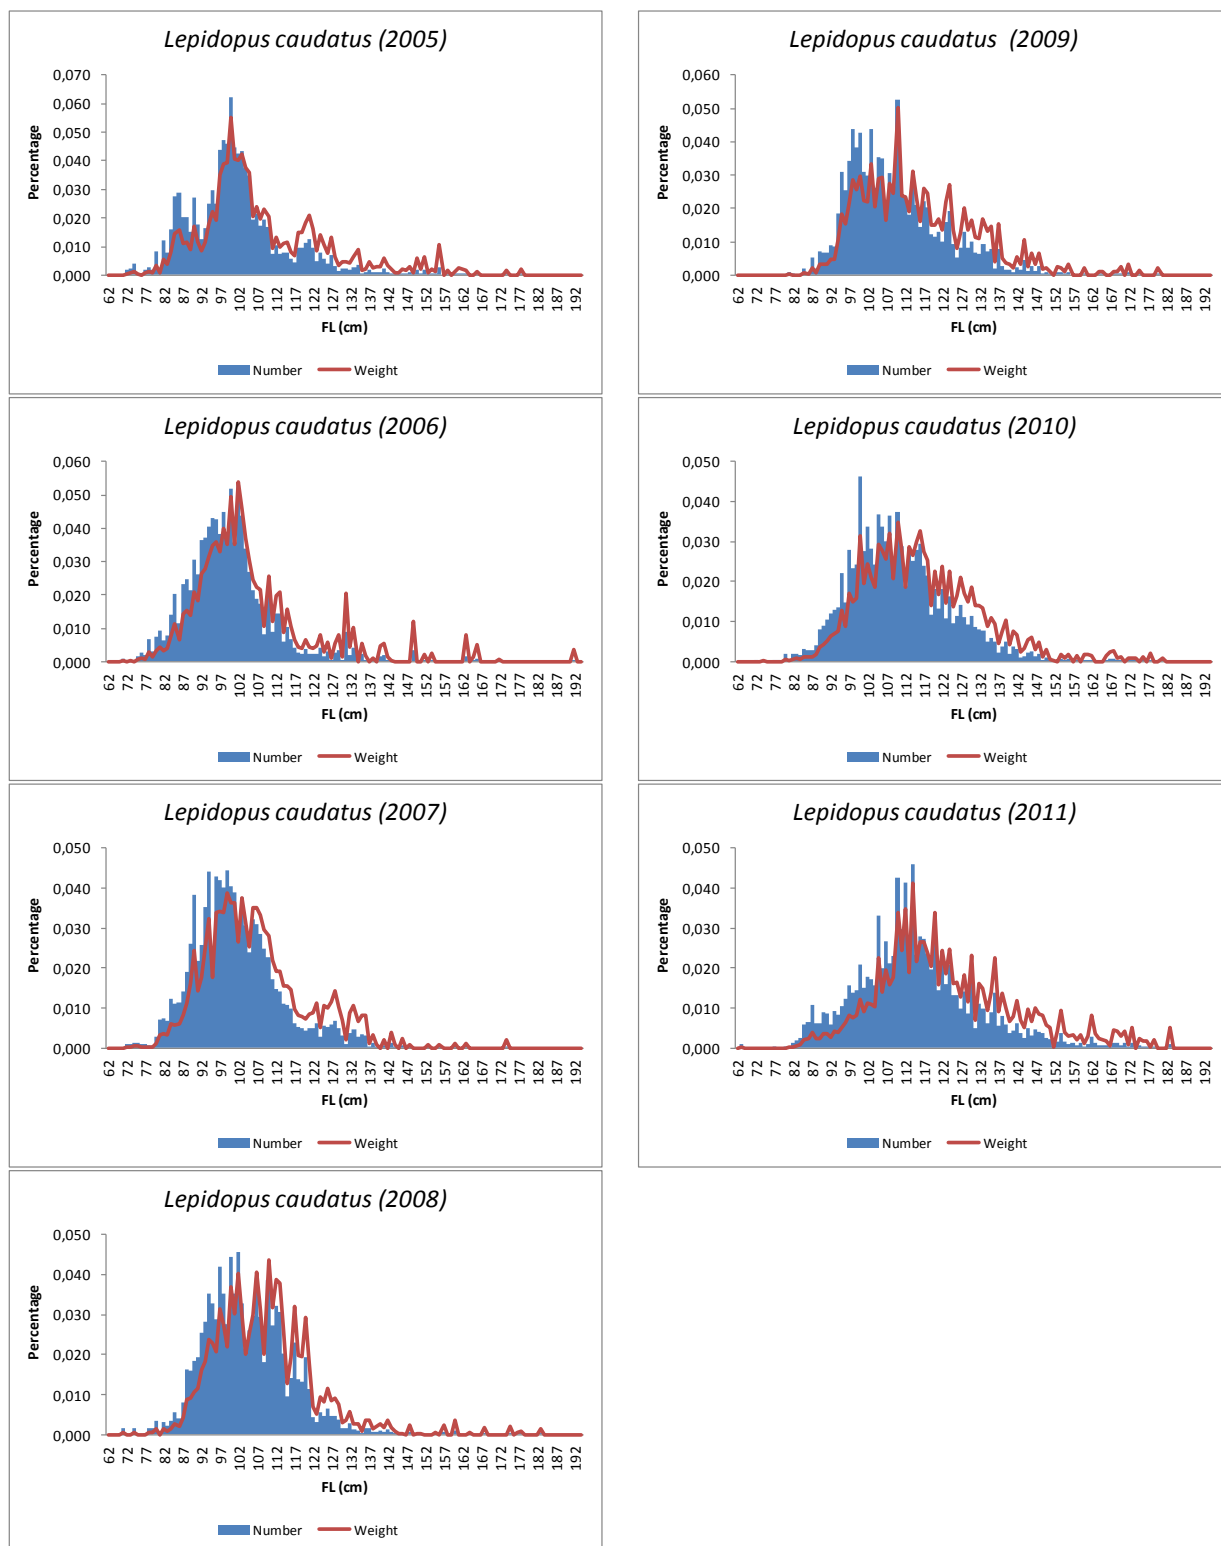 Lepidopus caudatus (2005)
0,070
0,060
0,050
0,040
0,030
0,020
0,010
0,000
Percentage
62 72 77 82 87 92 97 102 107 112 117 122 127 132 137 142 147 152 157 162 167 172 177 182 187 192
FL (cm)
Number Weight
Lepidopus caudatus (2009)
0,060
0,050
0,040
0,030
0,020
0,010
0,000
Percentage
62 72 77 82 87 92 97 102 107 112 117 122 127 132 137 142 147 152 157 162 167 172 177 182 187 192
FL (cm)
Number Weight
Lepidopus caudatus (2006)
0,060
0,050
0,040
0,030
0,020
0,010
0,000
Percentage
62 72 77 82 87 92 97 102 107 112 117 122 127 132 137 142 147 152 157 162 167 172 177 182 187 192
FL (cm)
Number Weight
Lepidopus caudatus (2010)
0,050
0,040
0,030
0,020
0,010
0,000
Percentage
62 72 77 82 87 92 97 102 107 112 117 122 127 132 137 142 147 152 157 162 167 172 177 182 187 192
FL (cm)
Number Weight
Lepidopus caudatus (2007)
0,050
0,040
0,030
0,020
0,010
0,000
Percentage
62 72 77 82 87 92 97 102 107 112 117 122 127 132 137 142 147 152 157 162 167 172 177 182 187 192
FL (cm)
Number Weight
Lepidopus caudatus (2011)
0,050
0,040
0,030
0,020
0,010
0,000
Percentage
62 72 77 82 87 92 97 102 107 112 117 122 127 132 137 142 147 152 157 162 167 172 177 182 187 192
FL (cm)
Number Weight
Lepidopus caudatus (2008)
0,050
0,040
0,030
0,020
0,010
0,000
Percentage
62 72 77 82 87 92 97 102 107 112 117 122 127 132 137 142 147 152 157 162 167 172 177 182 187 192
FL (cm)
Number Weight